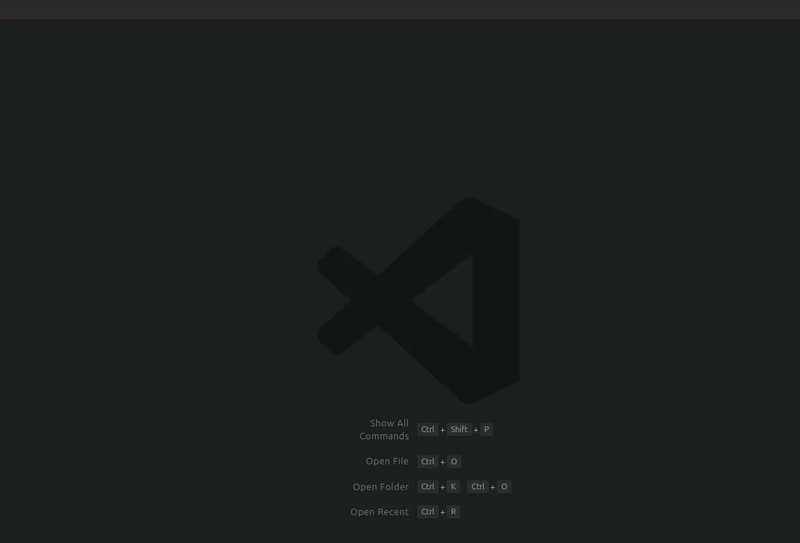 Show All
Commands Ctrl + Shift + P
Open File Ctrl + O
Open Folder Ctrl + K Ctrl + O
Open Recent Ctrl + R